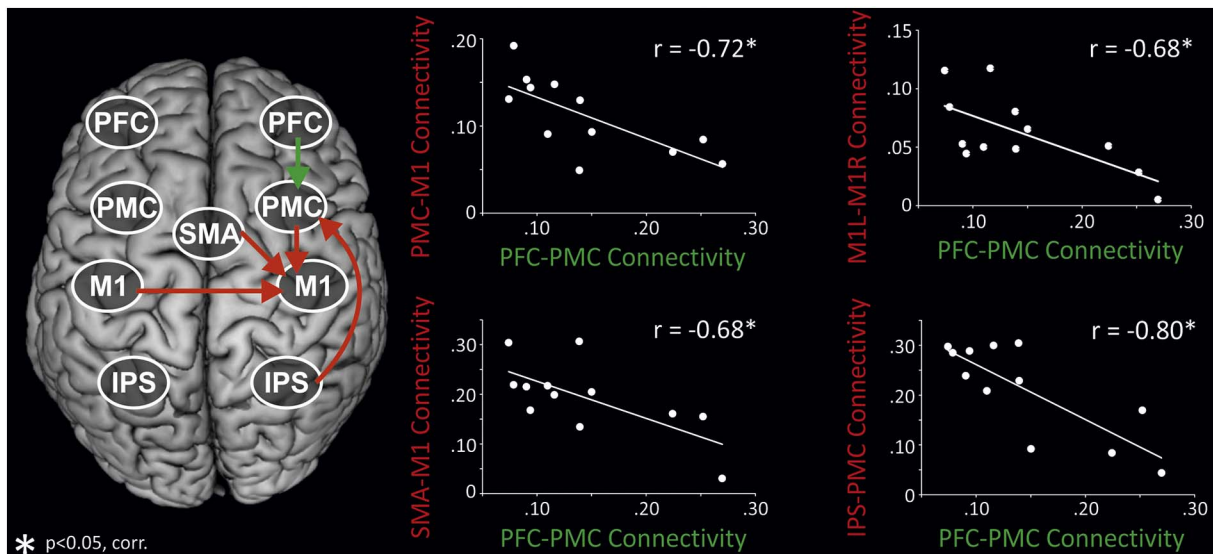 PFC PFC
PMC PMC
SMA
M1 M1
IPS IPS
* p<0.05, corr.
PMC-M1 Connectivity
.20
.10
0
r = -0.72*
.10 .20 .30
PFC-PMC Connectivity
M1L-M1R Connectivity
.15
.10
.05
0
r = -0.68*
.10 .20 .30
PFC-PMC Connectivity
SMA-M1 Connectivity
.30
.20
.10
0
r = -0.68*
.10 .20 .30
PFC-PMC Connectivity
IPS-PMC Connectivity
.30
.20
.10
0
r = -0.80*
.10 .20 .30
PFC-PMC Connectivity